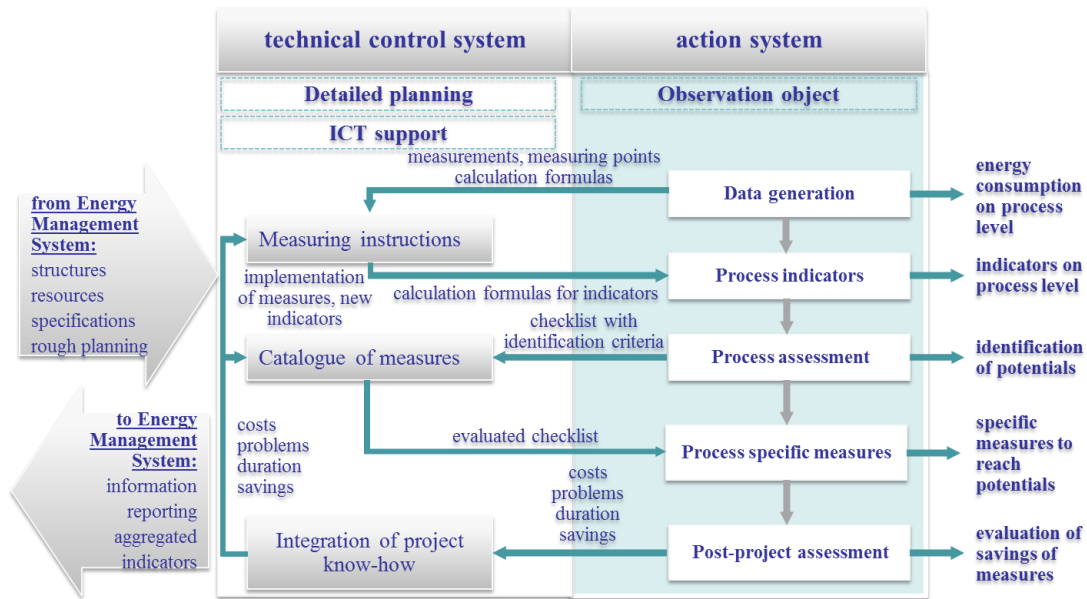 technical control system
action system
Detailed planning
Observation object
ICT support
measurements, measuring points
calculation formulas
Data generation
energy
consumption
on process
level
from Energy
Management
System:
structures
resources
specifications
rough planning
Measuring instructions
implementation
of measures, new
indicators
calculation formulas for indicators
Process indicators
indicators on
process level
checklist with
identification criteria
Catalogue of measures
Process assessment
identification
of potentials
to Energy
Management
System:
information
reporting
aggregated
indicators
costs
problems
duration
savings
evaluated checklist
Process specific measures
specific
measures to
reach
potentials
costs
problems
duration
savings
Integration of project
know-how
Post-project assessment
evaluation of
savings of
measures